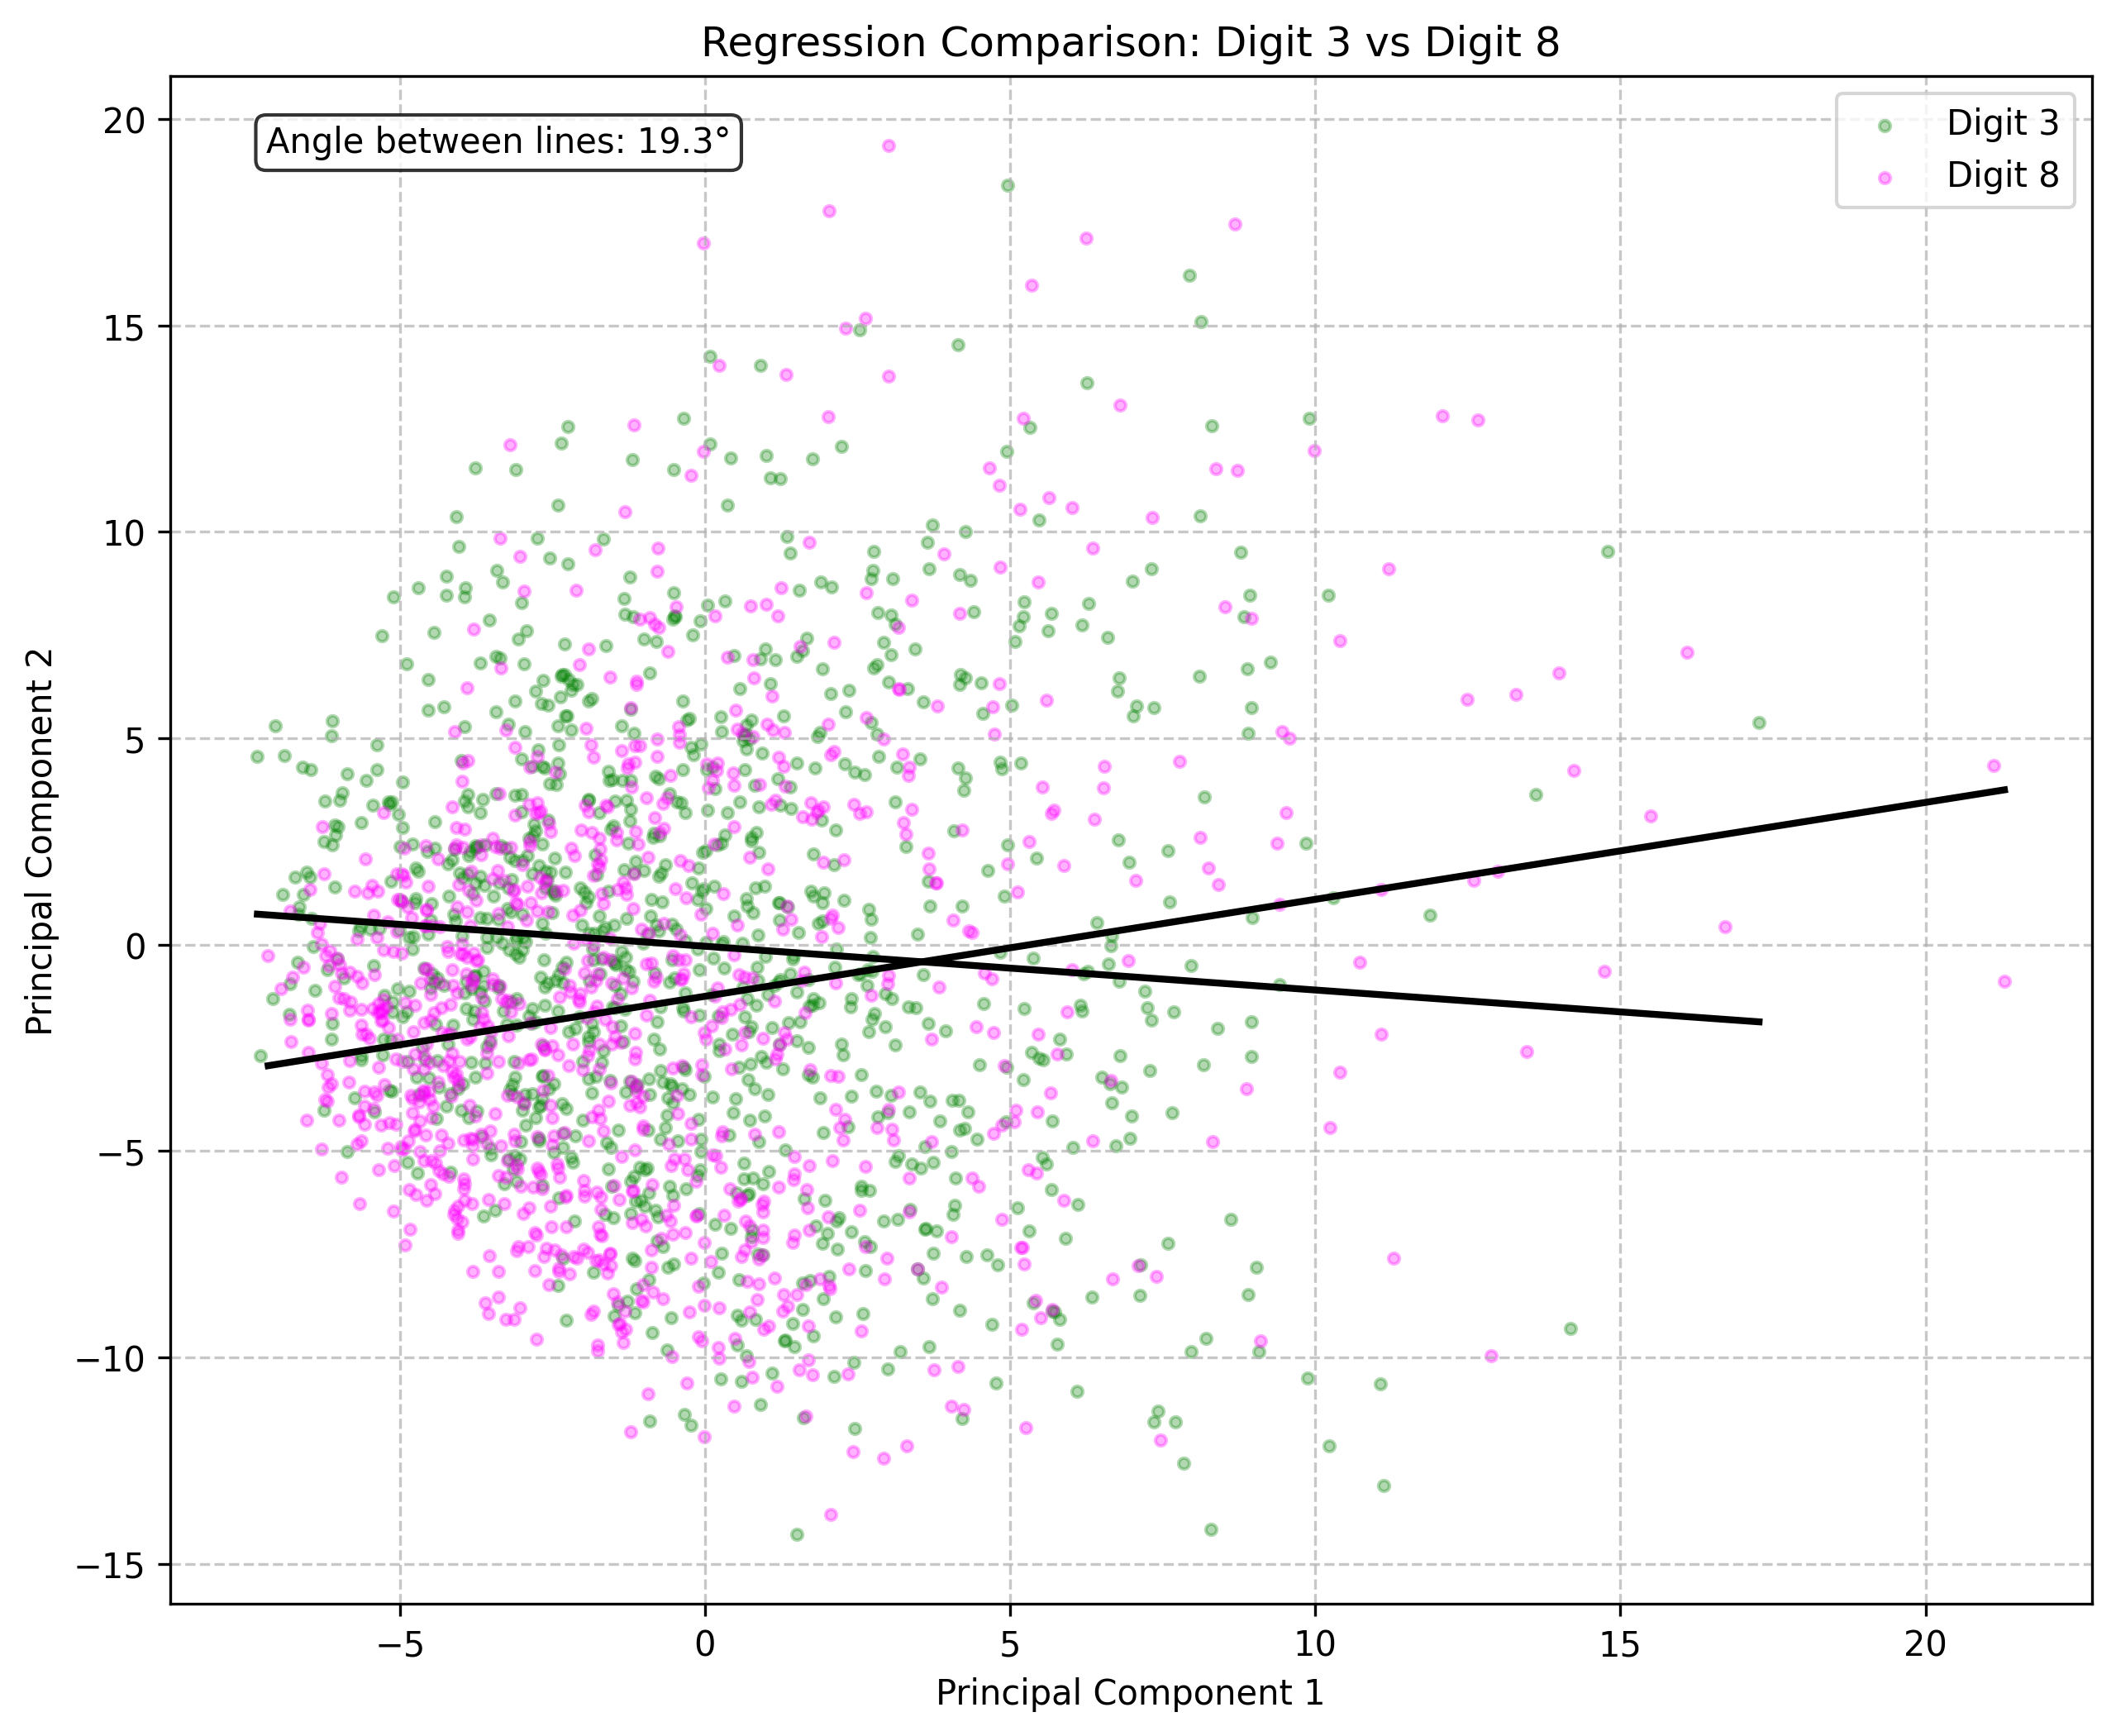 Regression Comparison: Digit 3 vs Digit 8
Angle between lines: 19.3°
Digit 3
Digit 8
20
15
10
5
0
−5
−10
−15
Principal Component 2
−5
0
5
10
15
20
Principal Component 1